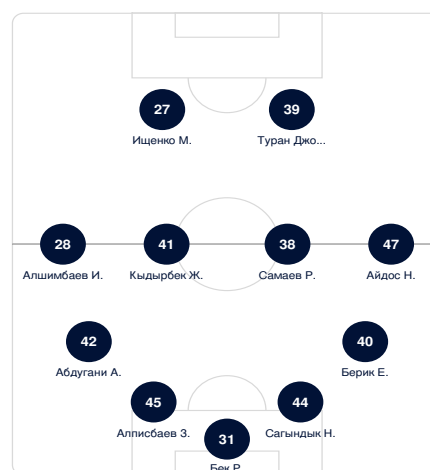 27
39
Ищенко М.
Туран Джо...
28
41
38
47
Алшимбаев И.
Кыдырбек Ж.
Самаев Р.
Айдос Н.
42
40
Абдугани А.
Берик Е.
45
44
Алписбаев З.
Сагындык Н.
31
Бек Р